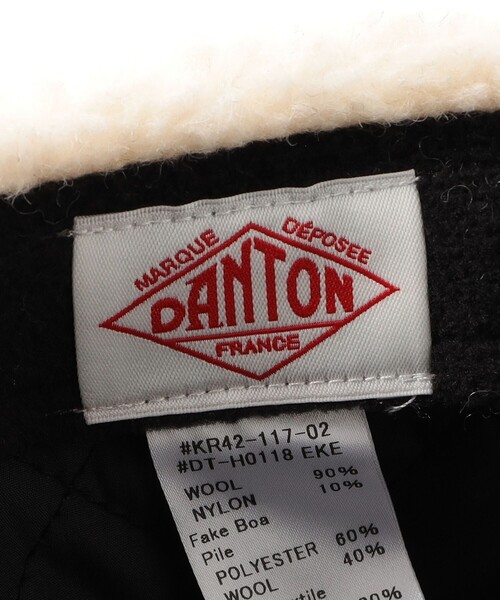 MARQUE DÉPOSEE
DANTON
FRANCE
#KR42-117-02
#DT-H0118 EKE
WOOL 90%
NYLON 10%
Fake Boa
Pile
POLYESTER 60%
WOOL 40%